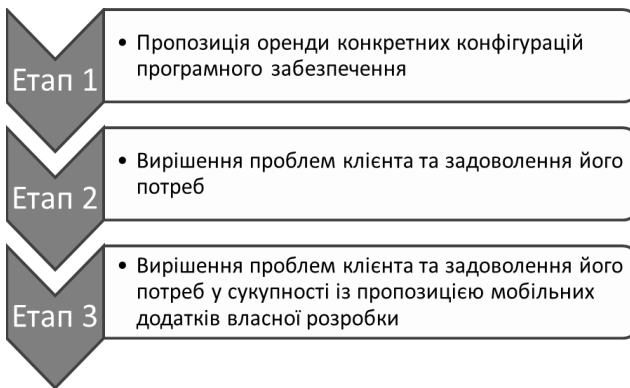 Етап 1
• Пропозиція оренди конкретних конфігурацій
програмного забезпечення
Етап 2
• Вирішення проблем клієнта та задоволення його
потреб
Етап 3
• Вирішення проблем клієнта та задоволення його
потреб у сукупності із пропозицією мобільних
додатків власної розробки